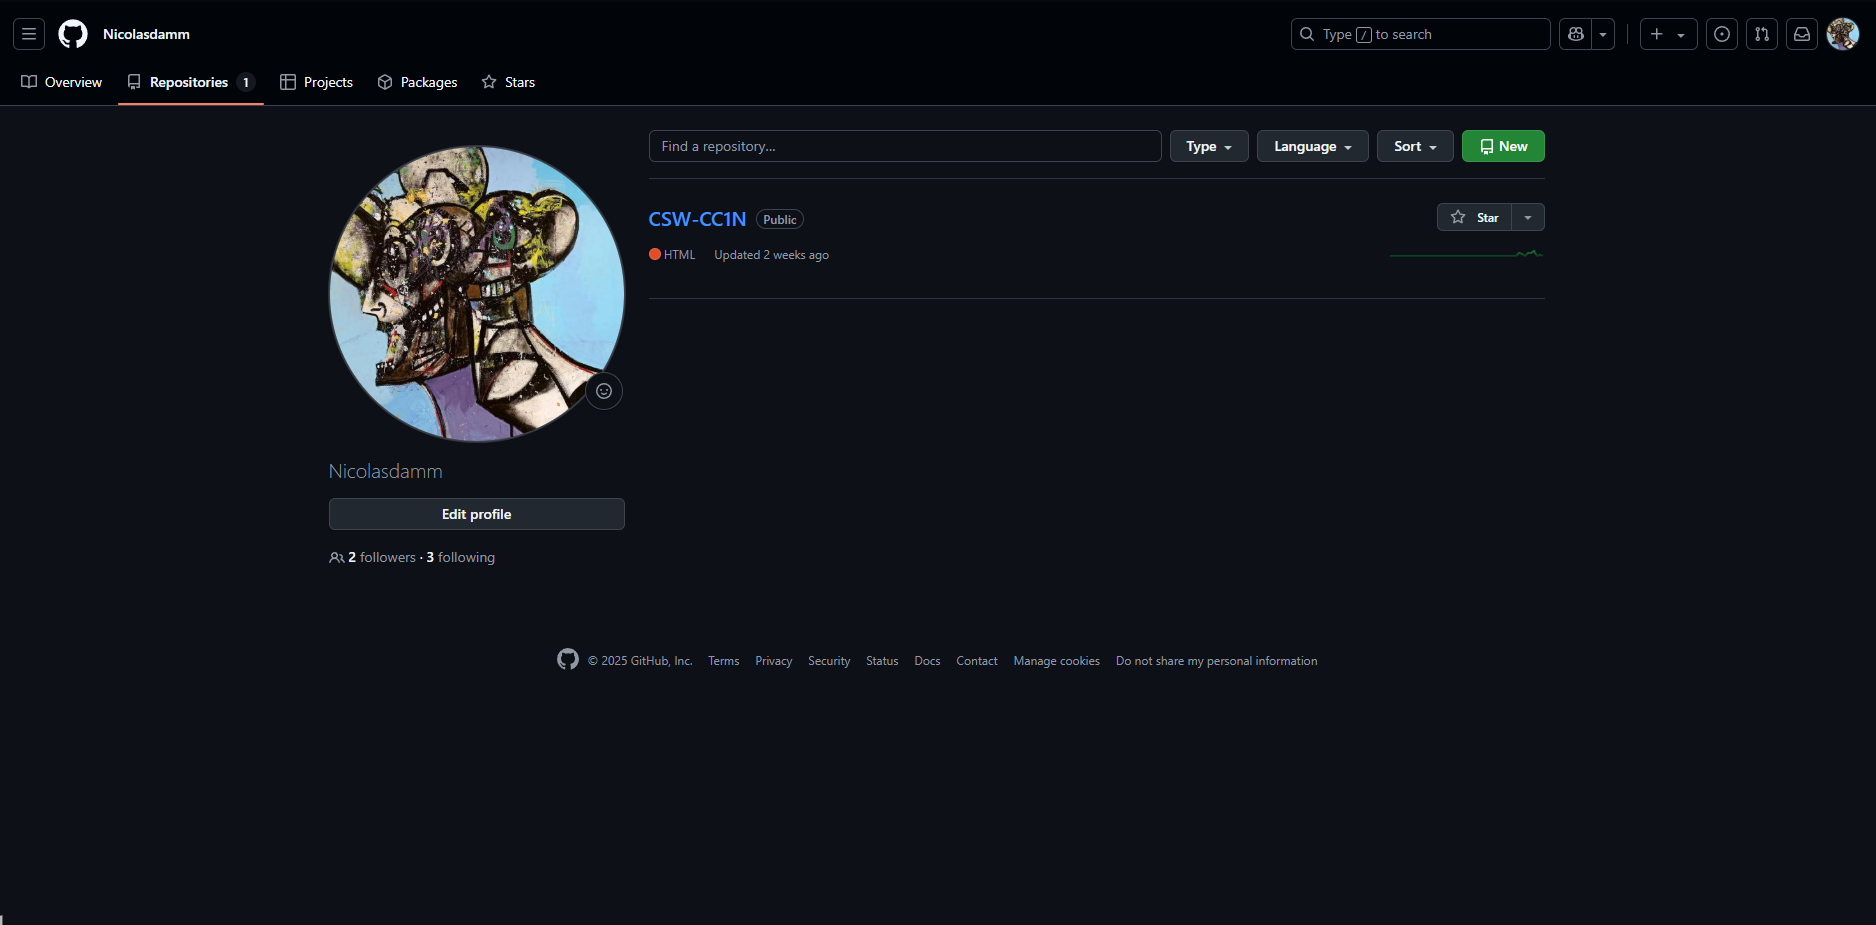 Nicolasdamm
Type / to search
Overview
Repositories 1
Projects
Packages
Stars
Find a repository...
Type
Language
Sort
New
CSW-CC1N Public
Star
HTML Updated 2 weeks ago
Nicolasdamm
Edit profile
2 followers · 3 following
© 2025 GitHub, Inc. Terms Privacy Security Status Docs Contact Manage cookies Do not share my personal information